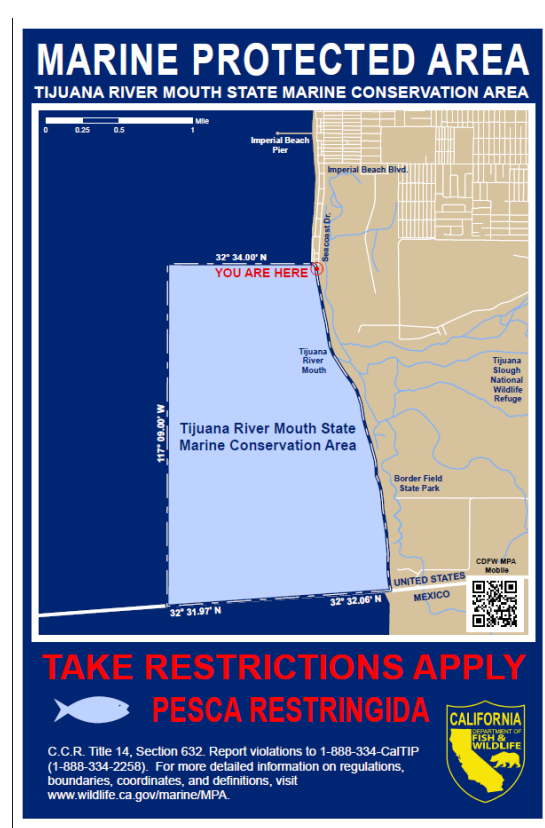 MARINE PROTECTED AREA
TIJUANA RIVER MOUTH STATE MARINE CONSERVATION AREA
Mile
0 0.25 0.5 1
Imperial Beach
Pier
Imperial Beach Blvd.
Seacoast Dr.
32° 34.00' N
YOU ARE HERE
Tijuana
River
Mouth
Tijuana
Slough
National
Wildlife
Refuge
117° 09.00' W
Tijuana River Mouth State
Marine Conservation Area
Border Field
State Park
CDFW MPA
Mobile
UNITED STATES
MEXICO
32° 32.06' N
32° 31.97' N
TAKE RESTRICTIONS APPLY
PESCA RESTRINGIDA
CALIFORNIA
DEPARTMENT OF
FISH &
WILDLIFE
C.C.R. Title 14, Section 632. Report violations to 1-888-334-CalTIP
(1-888-334-2258). For more detailed information on regulations,
boundaries, coordinates, and definitions, visit
www.wildlife.ca.gov/marine/MPA.